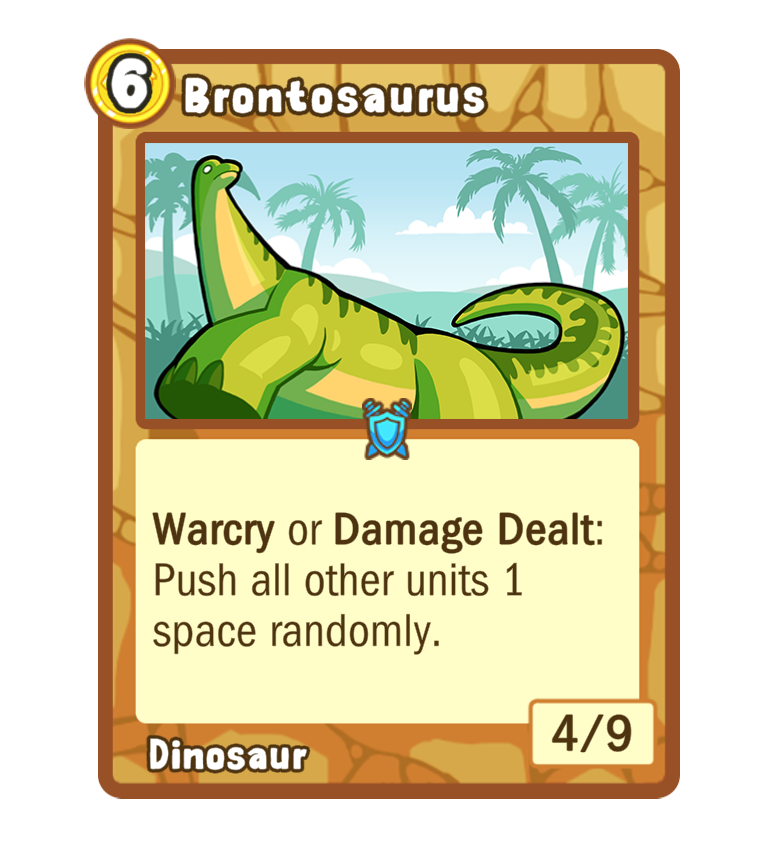 6
Brontosaurus
Warcry or Damage Dealt:
Push all other units 1
space randomly.
4/9
Dinosaur